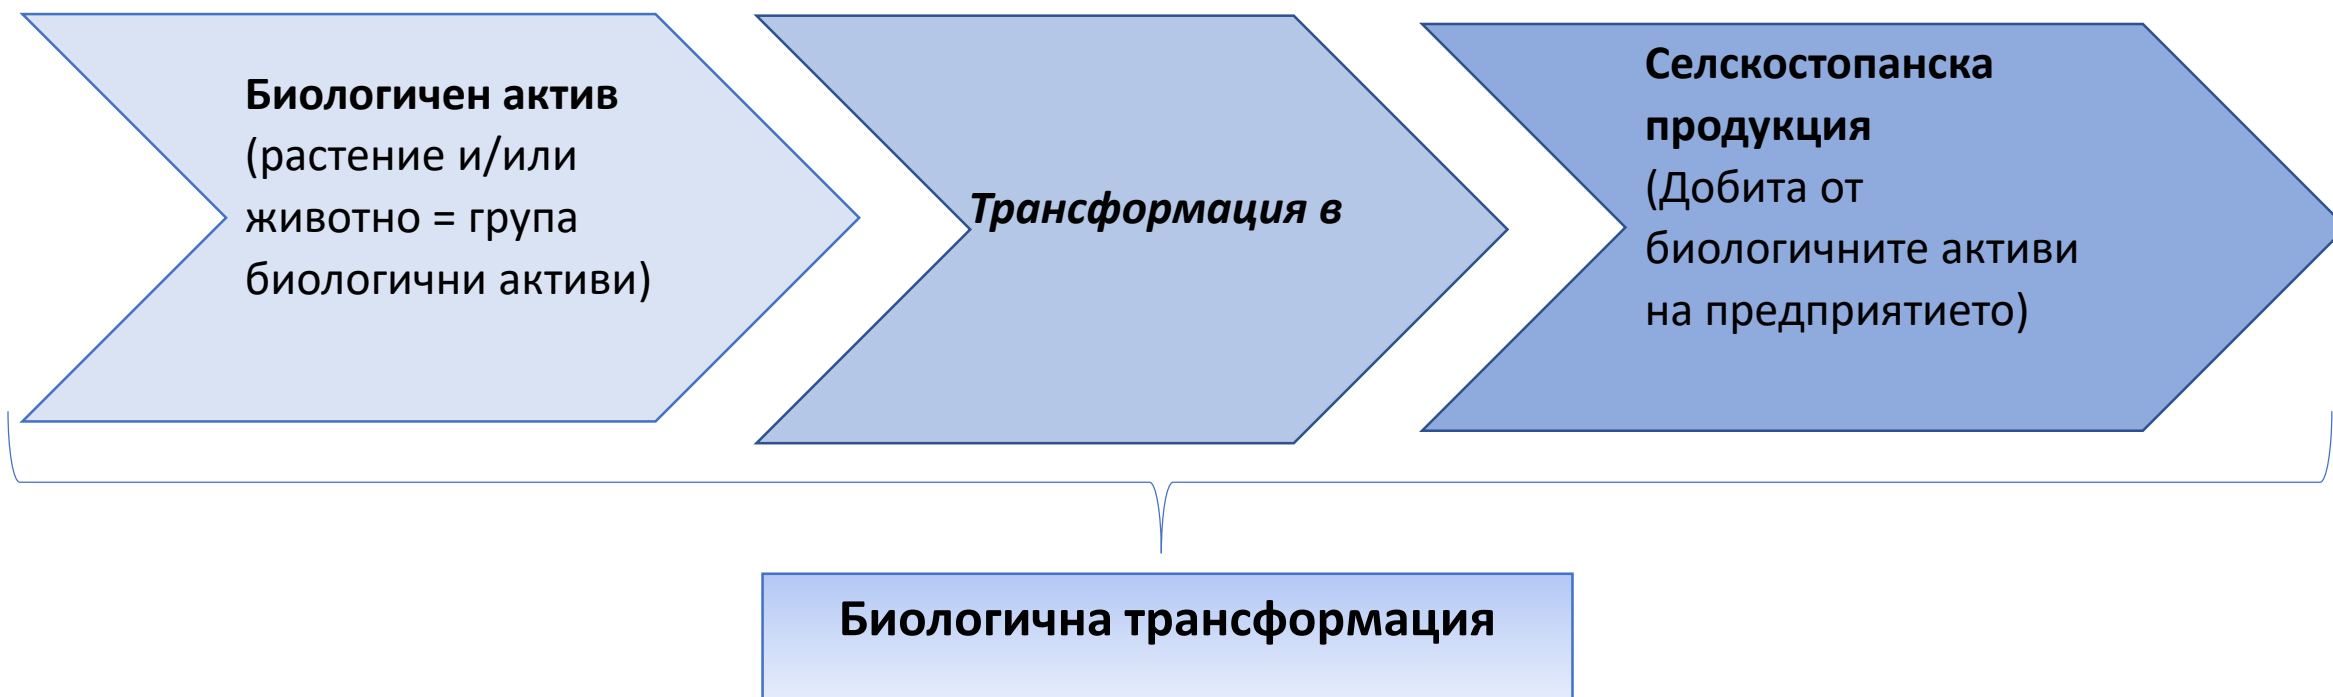 Биологичен актив
(растение и/или
животно = група
биологични активи)
Трансформация в
Селскостопанска
продукция
(Добита от
биологичните активи
на предприятието)
Биологична трансформация